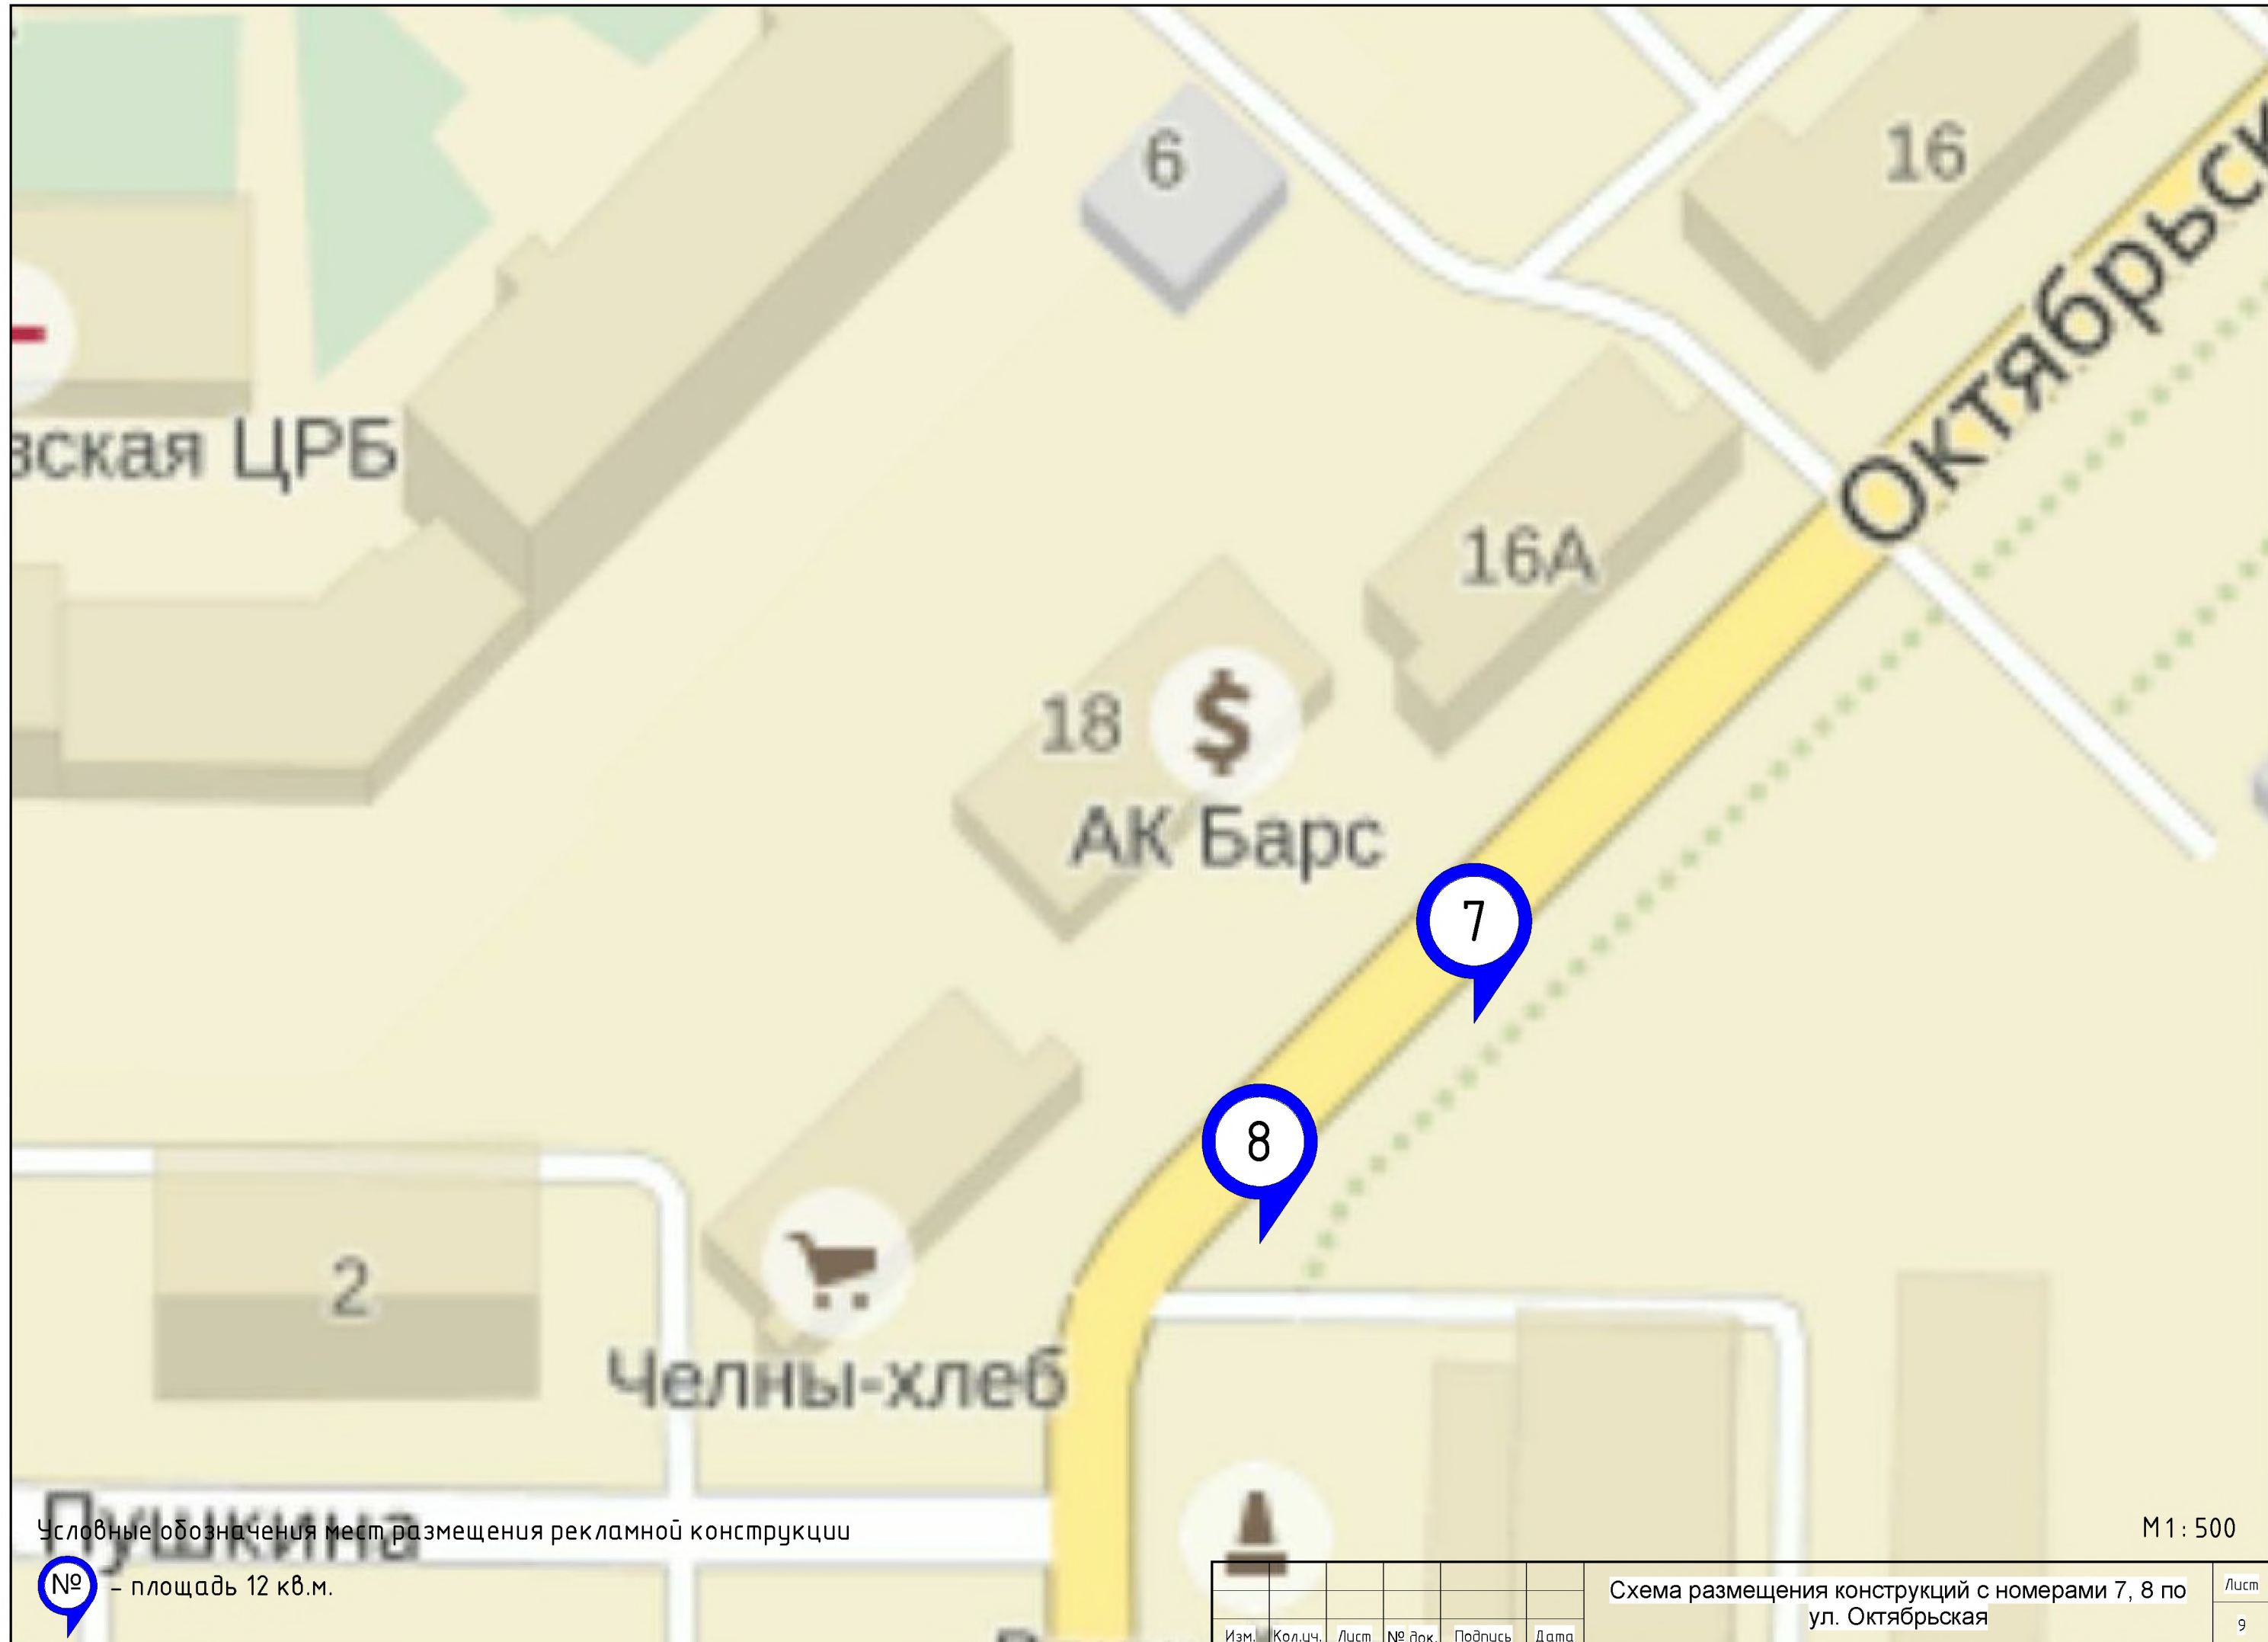 6
16
Октябрьск
вская ЦРБ
16А
18
$
АК Барс
7
8
2
Челны-хлеб
Пушкина
Условные обозначения мест размещения рекламной конструкции
М 1 : 500
№ – площадь 12 кв.м.
Схема размещения конструкций с номерами 7, 8 по
ул. Октябрьская
Лист
9
Изм. Кол.уч. Лист № док. Подпись Дата